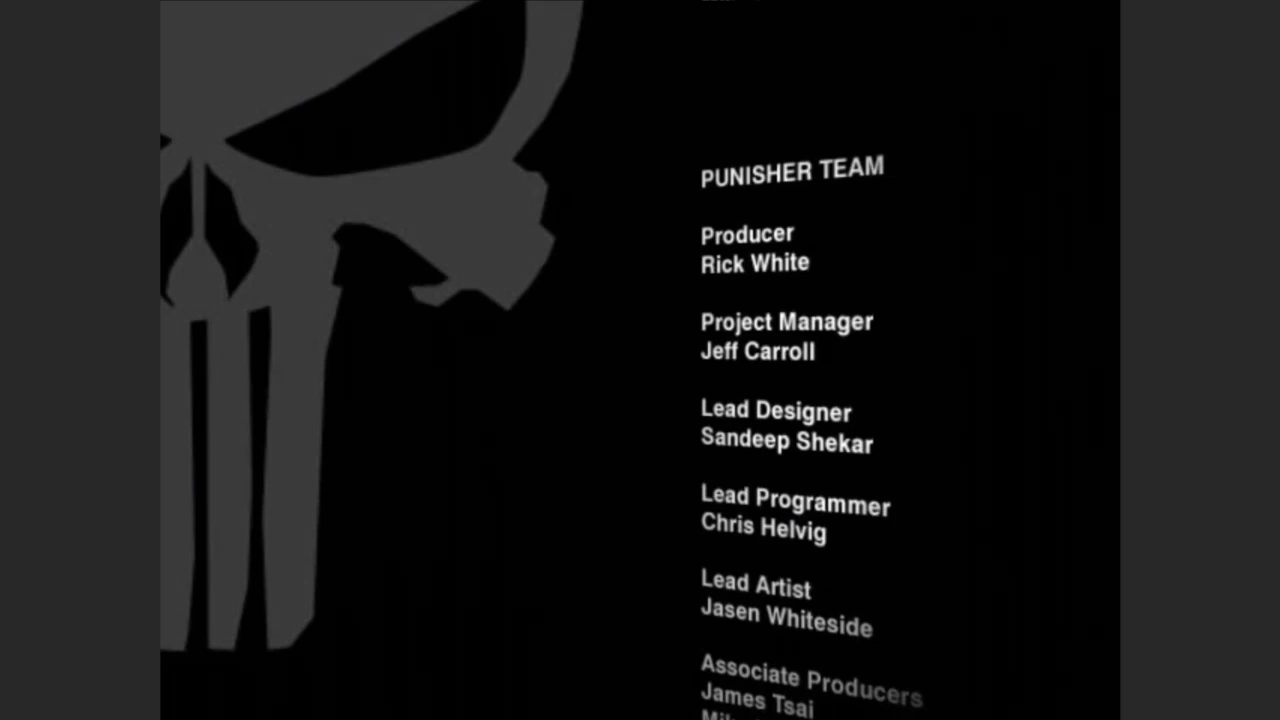 PUNISHER TEAM
Producer
Rick White
Project Manager
Jeff Carroll
Lead Designer
Sandeep Shekar
Lead Programmer
Chris Helvig
Lead Artist
Jasen Whiteside
Associate Producers
James Tsai